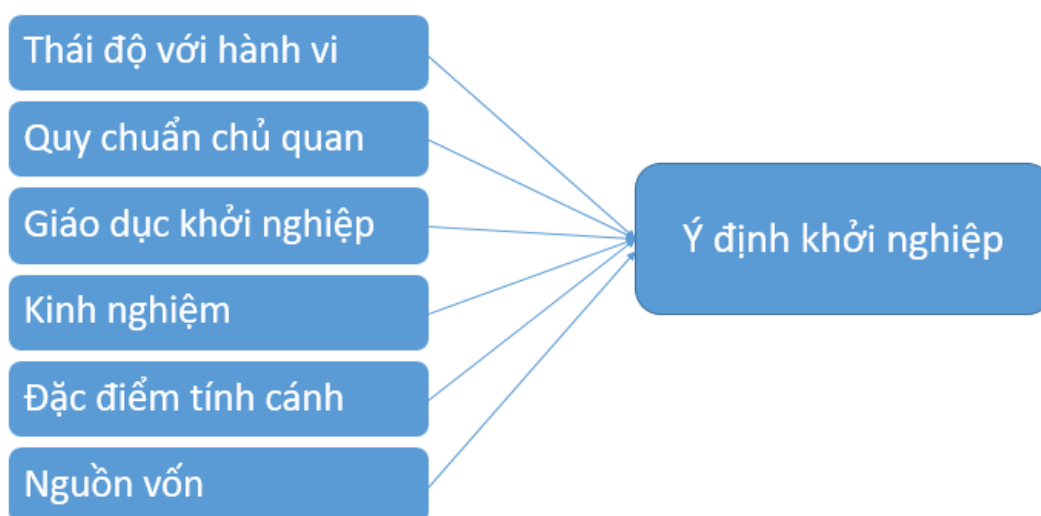 Thái độ với hành vi
Quy chuẩn chủ quan
Giáo dục khởi nghiệp
Kinh nghiệm
Đặc điểm tính cánh
Nguồn vốn
Ý định khởi nghiệp